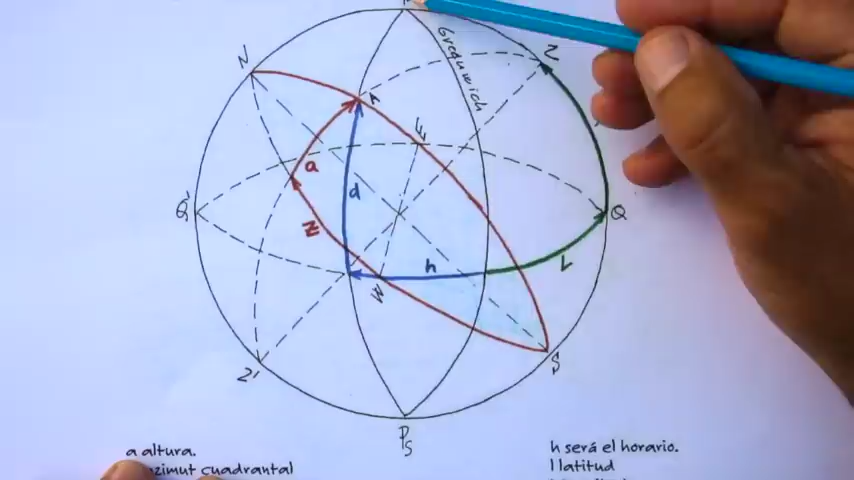 N
Z
Greenwich
A
E
a
d
Q'
Q
Z
h
L
W
S
Z'
Ps
a altura.
zimut cuadrantal
h será el horario.
l latitud